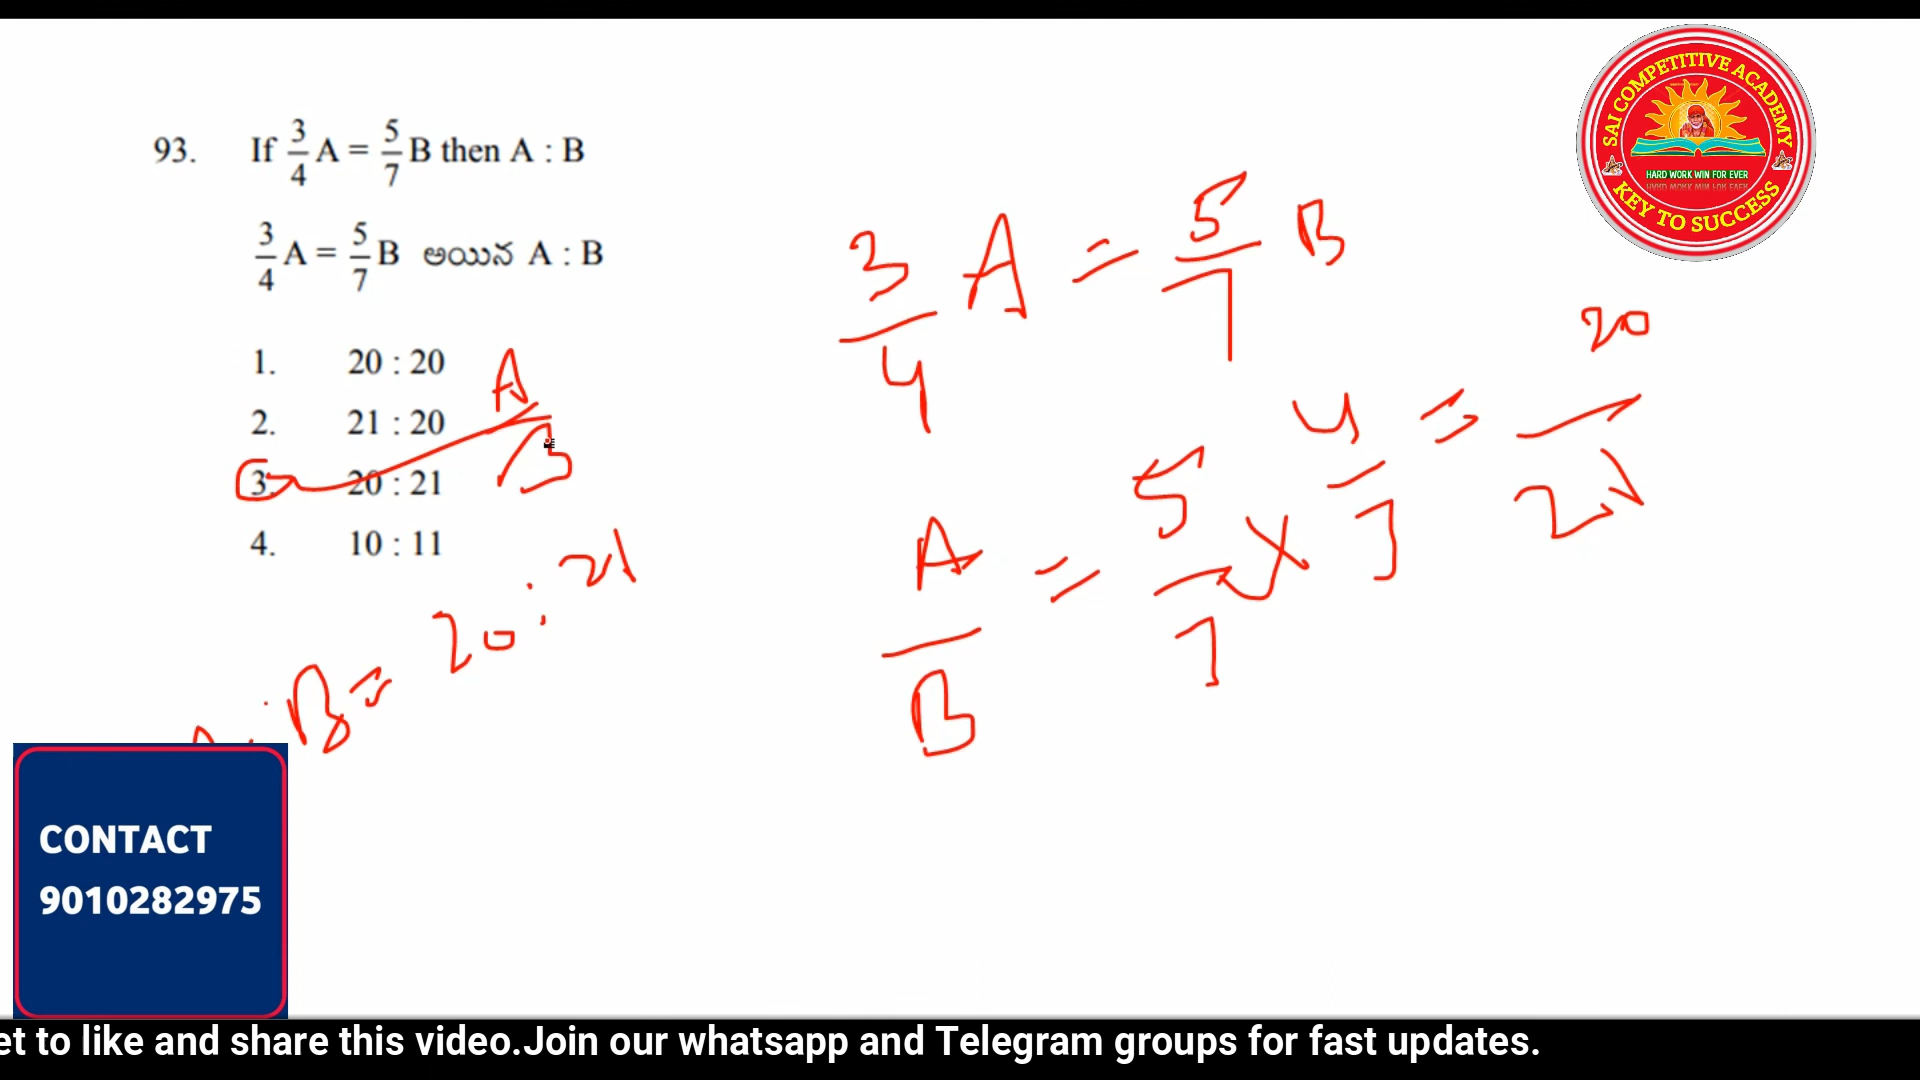 93. If 3/4 A = 5/7 B then A : B
3/4 A = 5/7 B అయిన A : B
1. 20 : 20
2. 21 : 20
3. 20 : 21
4. 10 : 11
A/B
: B = 20 : 21
3/4 A = 5/7 B
A/B = 5/7 × 4/3 = 20/21
SAI COMPETITIVE ACADEMY
HARD WORK WIN FOR EVER
KEY TO SUCCESS
CONTACT
9010282975
et to like and share this video.Join our whatsapp and Telegram groups for fast updates.